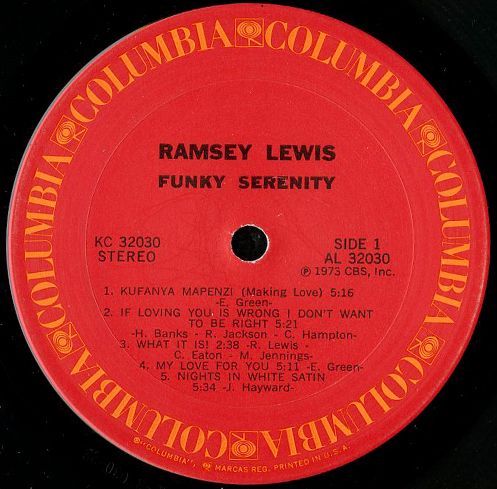 COLUMBIA COLUMBIA COLUMBIA COLUMBIA COLUMBIA COLUMBIA
RAMSEY LEWIS
FUNKY SERENITY
KC 32030
STEREO
SIDE 1
AL 32030
Ⓟ 1973 CBS, Inc.
1. KUFANYA MAPENZI (Making Love) 5:16
-E. Green-
2. IF LOVING YOU IS WRONG I DON'T WANT
TO BE RIGHT 5:21
-H. Banks - R. Jackson - C. Hampton-
3. WHAT IT IS! 2:38 -R. Lewis -
C. Eaton - M. Jennings-
4. MY LOVE FOR YOU 5:11 -E. Green-
5. NIGHTS IN WHITE SATIN
5:34 -J. Hayward-
"COLUMBIA", MARCAS REG. PRINTED IN U.S.A.